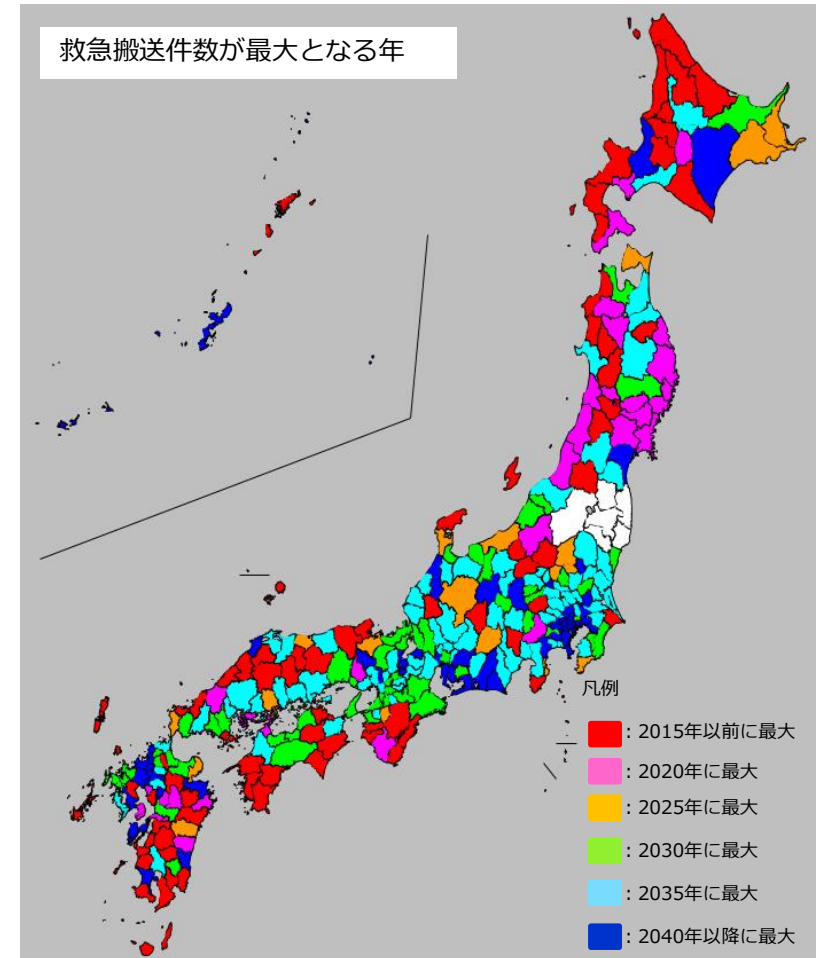 救急搬送件数が最大となる年
凡例
：2015年以前に最大
：2020年に最大
：2025年に最大
：2030年に最大
：2035年に最大
：2040年以降に最大